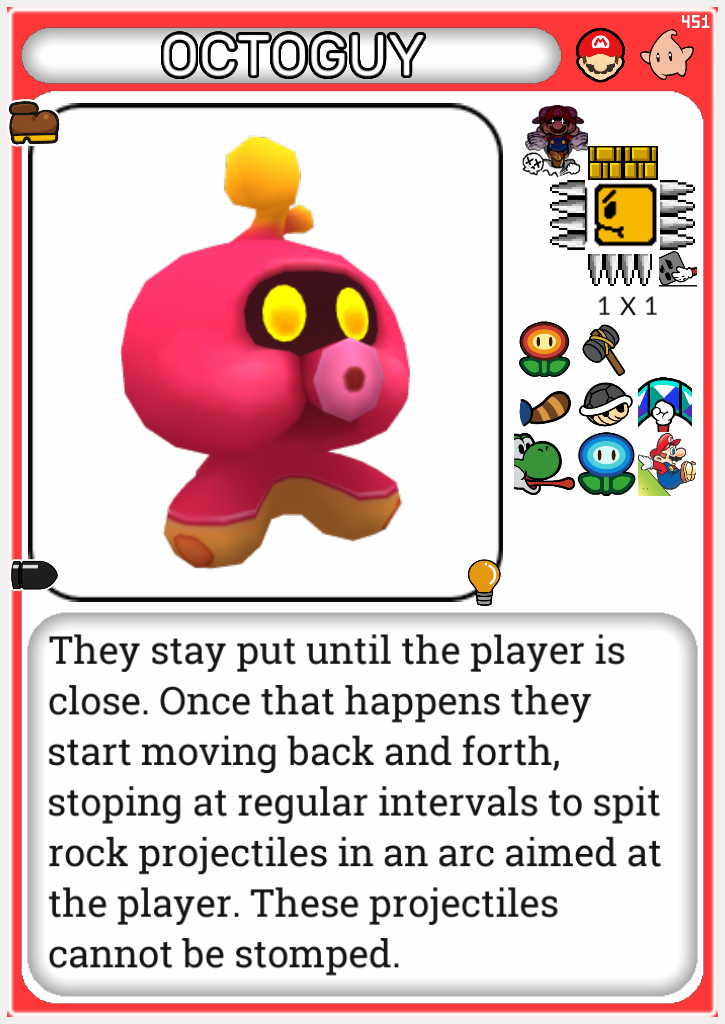 451
OCTOGUY
1 X 1
They stay put until the player is
close. Once that happens they
start moving back and forth,
stoping at regular intervals to spit
rock projectiles in an arc aimed at
the player. These projectiles
cannot be stomped.